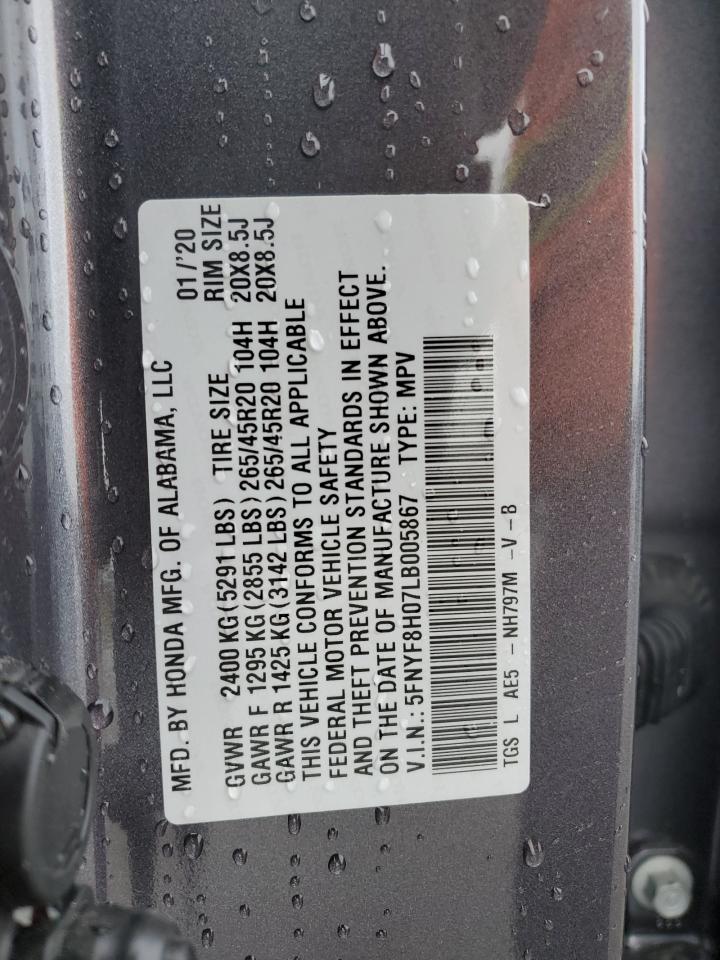 MFD. BY HONDA MFG. OF ALABAMA, LLC 01/'20
GVWR 2400 KG (5291 LBS) TIRE SIZE RIM SIZE
GAWR F 1295 KG (2855 LBS) 265/45R20 104H 20X8.5J
GAWR R 1425 KG (3142 LBS) 265/45R20 104H 20X8.5J
THIS VEHICLE CONFORMS TO ALL APPLICABLE
FEDERAL MOTOR VEHICLE SAFETY
AND THEFT PREVENTION STANDARDS IN EFFECT
ON THE DATE OF MANUFACTURE SHOWN ABOVE.
V.I.N.: 5FNYF8H07LB005867 TYPE: MPV
TGS L AE5 -NH797M -V -B